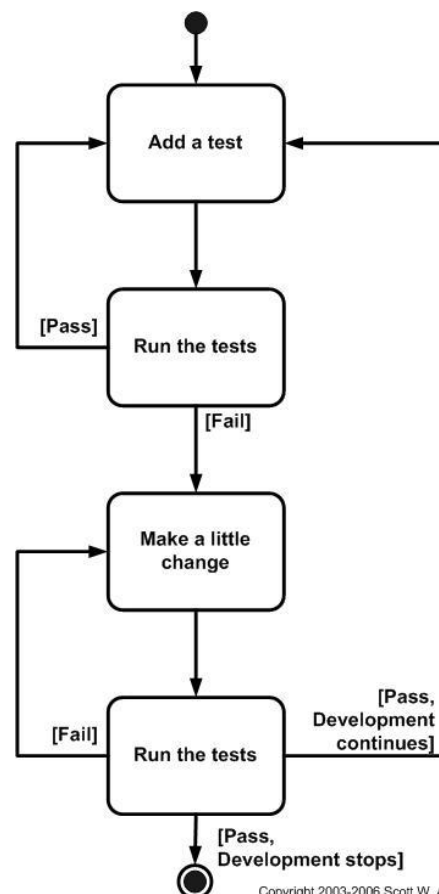 Add a test
[Pass]
Run the tests
[Fail]
Make a little
change
[Pass,
Development
continues]
[Fail]
Run the tests
[Pass,
Development stops]
Copyright 2003-2006 Scott W.